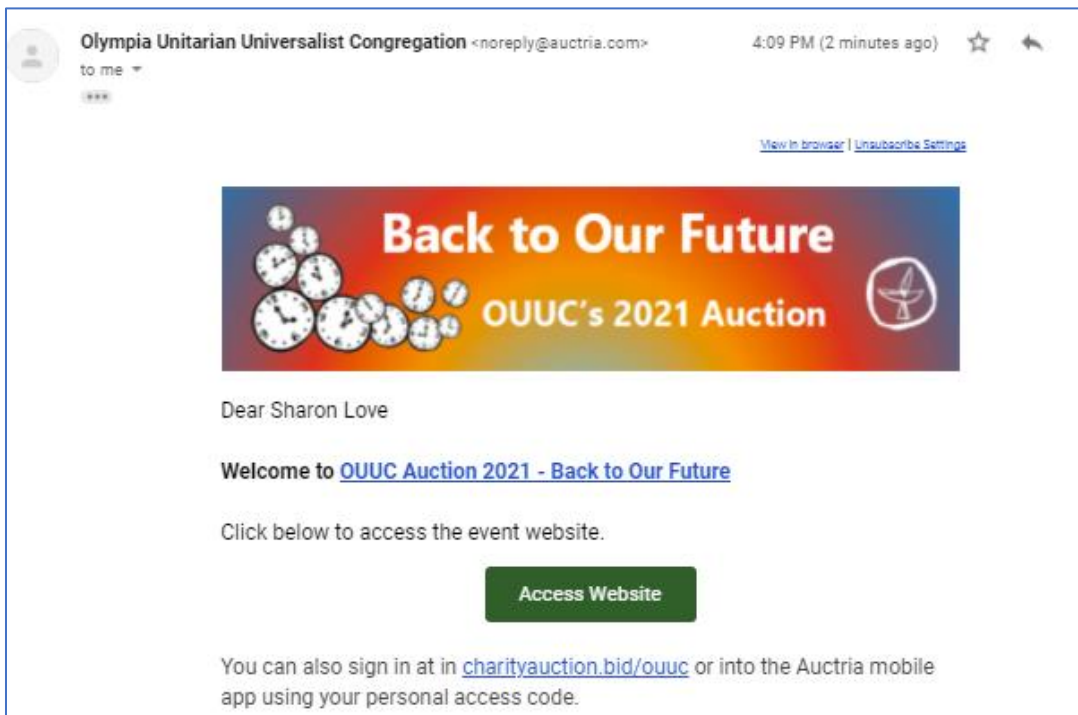 Olympia Unitarian Universalist Congregation <noreply@auctria.com> 4:09 PM (2 minutes ago)
to me
View in browser | Unsubscribe Settings
Back to Our Future
OUUC's 2021 Auction
Dear Sharon Love
Welcome to OUUC Auction 2021 - Back to Our Future
Click below to access the event website.
Access Website
You can also sign in at in charityauction.bid/ouuc or into the Auctria mobile
app using your personal access code.